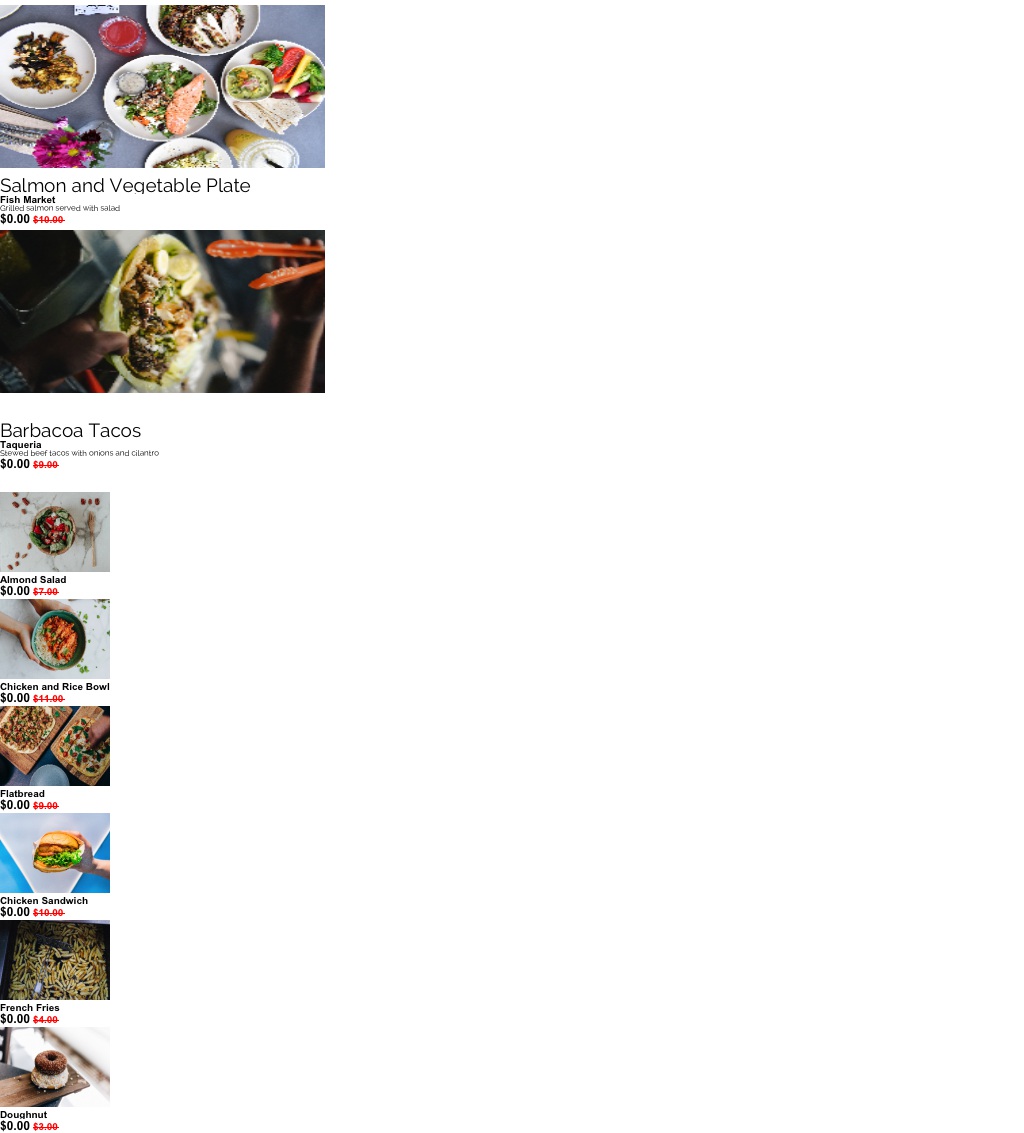 Salmon and Vegetable Plate
Fish Market
Grilled salmon served with salad
$0.00 $10.00
Barbacoa Tacos
Taqueria
Stewed beef tacos with onions and cilantro
$0.00 $9.00
Almond Salad
$0.00 $7.00
Chicken and Rice Bowl
$0.00 $11.00
Flatbread
$0.00 $9.00
Chicken Sandwich
$0.00 $10.00
French Fries
$0.00 $4.00
Doughnut
$0.00 $3.00